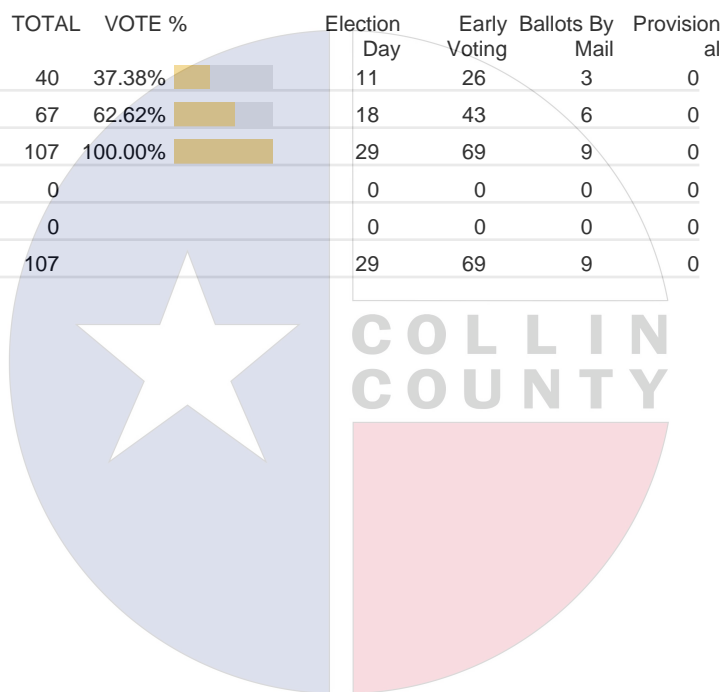 TOTAL VOTE % Election Early Ballots By Provision
Day Voting Mail al
40 37.38% 11 26 3 0
67 62.62% 18 43 6 0
107 100.00% 29 69 9 0
0 0 0 0 0
0 0 0 0 0
107 29 69 9 0
COLLIN
COUNTY